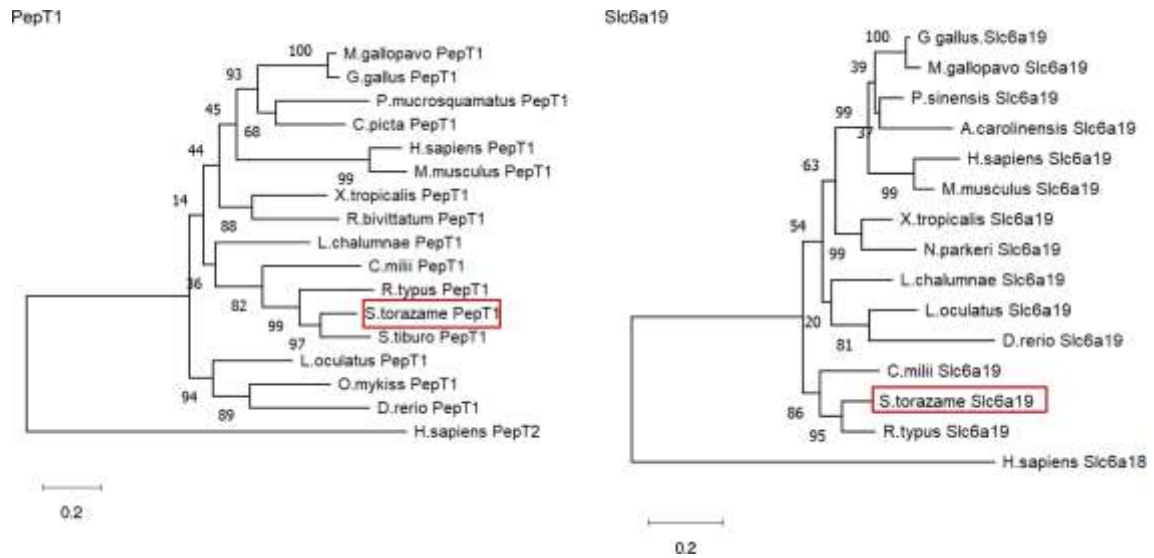 PepT1
100
M.gallopavo PepT1
93
G.gallus PepT1
P.mucrosquamatus PepT1
45
68
C.picta PepT1
H.sapiens PepT1
44
99
M.musculus PepT1
14
X.tropicalis PepT1
88
R.bivittatum PepT1
L.chalumnae PepT1
C.milii PepT1
36
82
R.typus PepT1
99
S.torazame PepT1
97
S.tiburo PepT1
L.oculatus PepT1
94
O.mykiss PepT1
89
D.rerio PepT1
H.sapiens PepT2
0.2
Slc6a19
100
G.gallus.Slc6a19
39
M.gallopavo Slc6a19
P.sinensis Slc6a19
99
37
A.carolinensis Slc6a19
H.sapiens Slc6a19
63
99
M.musculus Slc6a19
X.tropicalis Slc6a19
54
99
N.parkeri Slc6a19
L.chalumnae Slc6a19
L.oculatus Slc6a19
20
81
D.rerio Slc6a19
C.milii Slc6a19
86
S.torazame Slc6a19
95
R.typus Slc6a19
H.sapiens Slc6a18
0.2